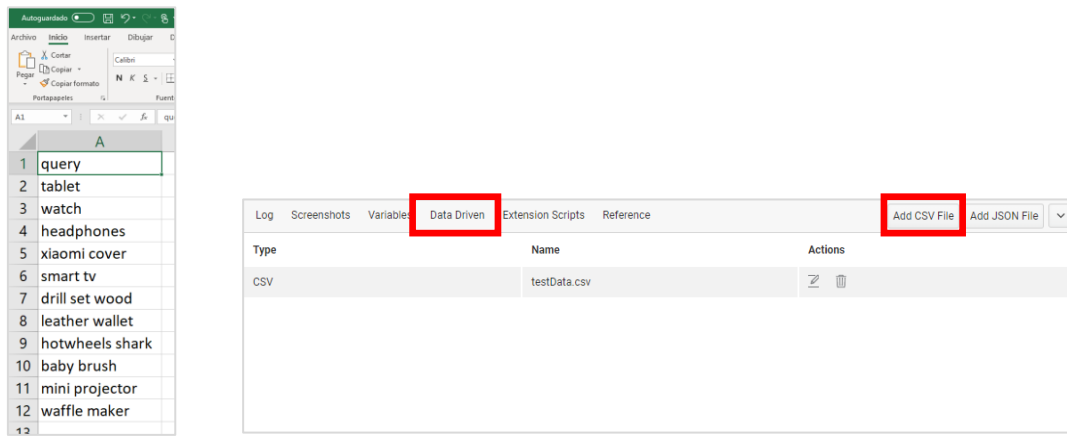 Autoguardado
Archivo Inicio Insertar Dibujar D
Pegar
Cortar
Copiar
Copiar formato
Portapapeles
Calibri
N K S
Fuent
A1 fx qu
A
1 query
2 tablet
3 watch
4 headphones
5 xiaomi cover
6 smart tv
7 drill set wood
8 leather wallet
9 hotwheels shark
10 baby brush
11 mini projector
12 waffle maker
13
Log Screenshots Variables Data Driven Extension Scripts Reference Add CSV File Add JSON File
Type Name Actions
CSV testData.csv